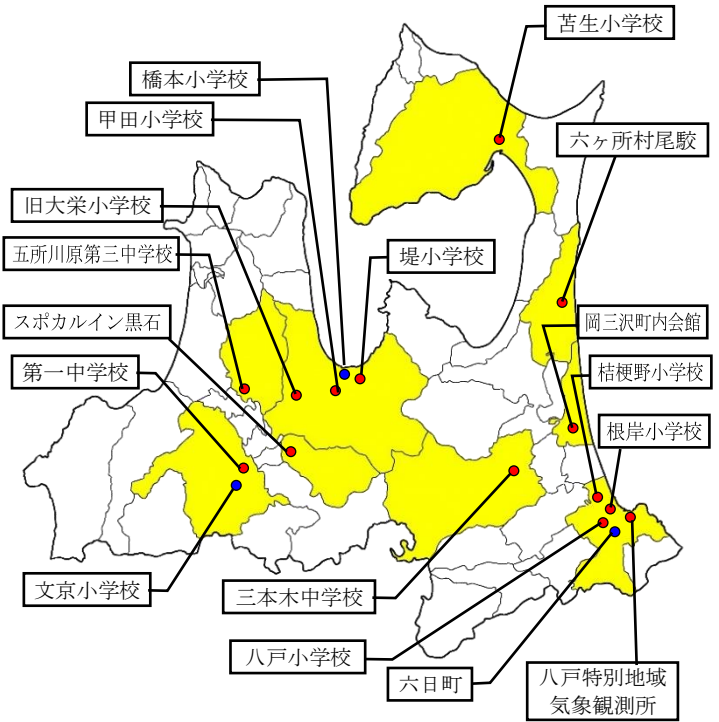 苫生小学校
橋本小学校
甲田小学校
六ヶ所村尾駮
旧大栄小学校
五所川原第三中学校
堤小学校
スポカルイン黒石
岡三沢町内会館
第一中学校
桔梗野小学校
根岸小学校
文京小学校
三本木中学校
八戸小学校
六日町
八戸特別地域
気象観測所